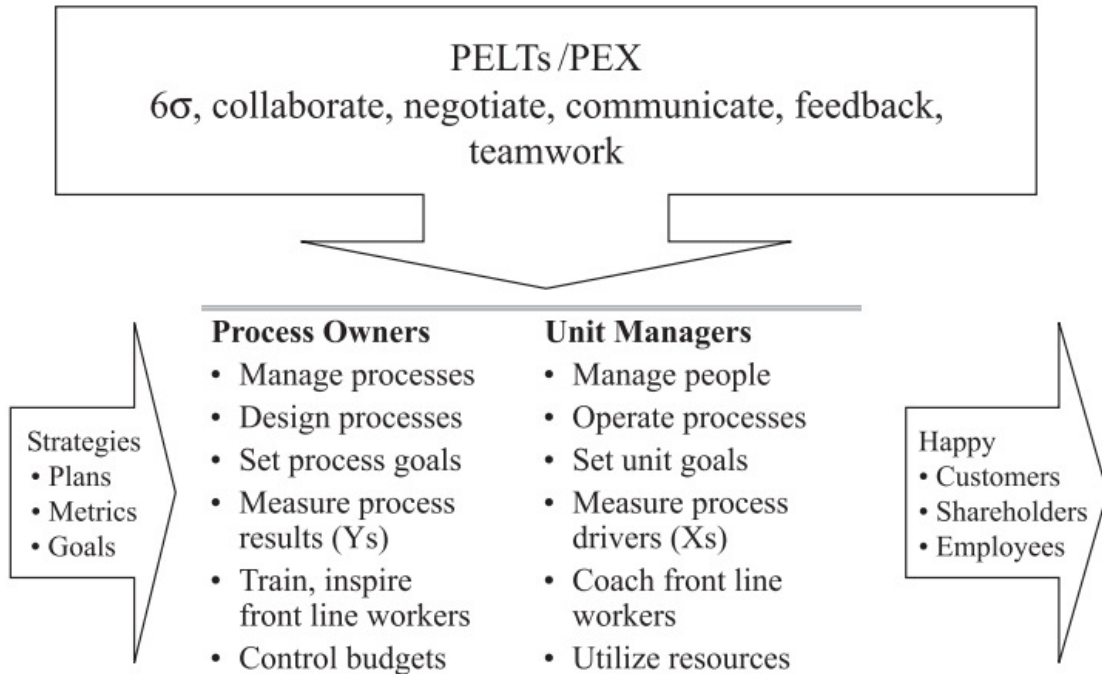 PELTs /PEX
6σ, collaborate, negotiate, communicate, feedback,
teamwork
Strategies
• Plans
• Metrics
• Goals
Process Owners
• Manage processes
• Design processes
• Set process goals
• Measure process
results (Ys)
• Train, inspire
front line workers
• Control budgets
Unit Managers
• Manage people
• Operate processes
• Set unit goals
• Measure process
drivers (Xs)
• Coach front line
workers
• Utilize resources
Happy
• Customers
• Shareholders
• Employees